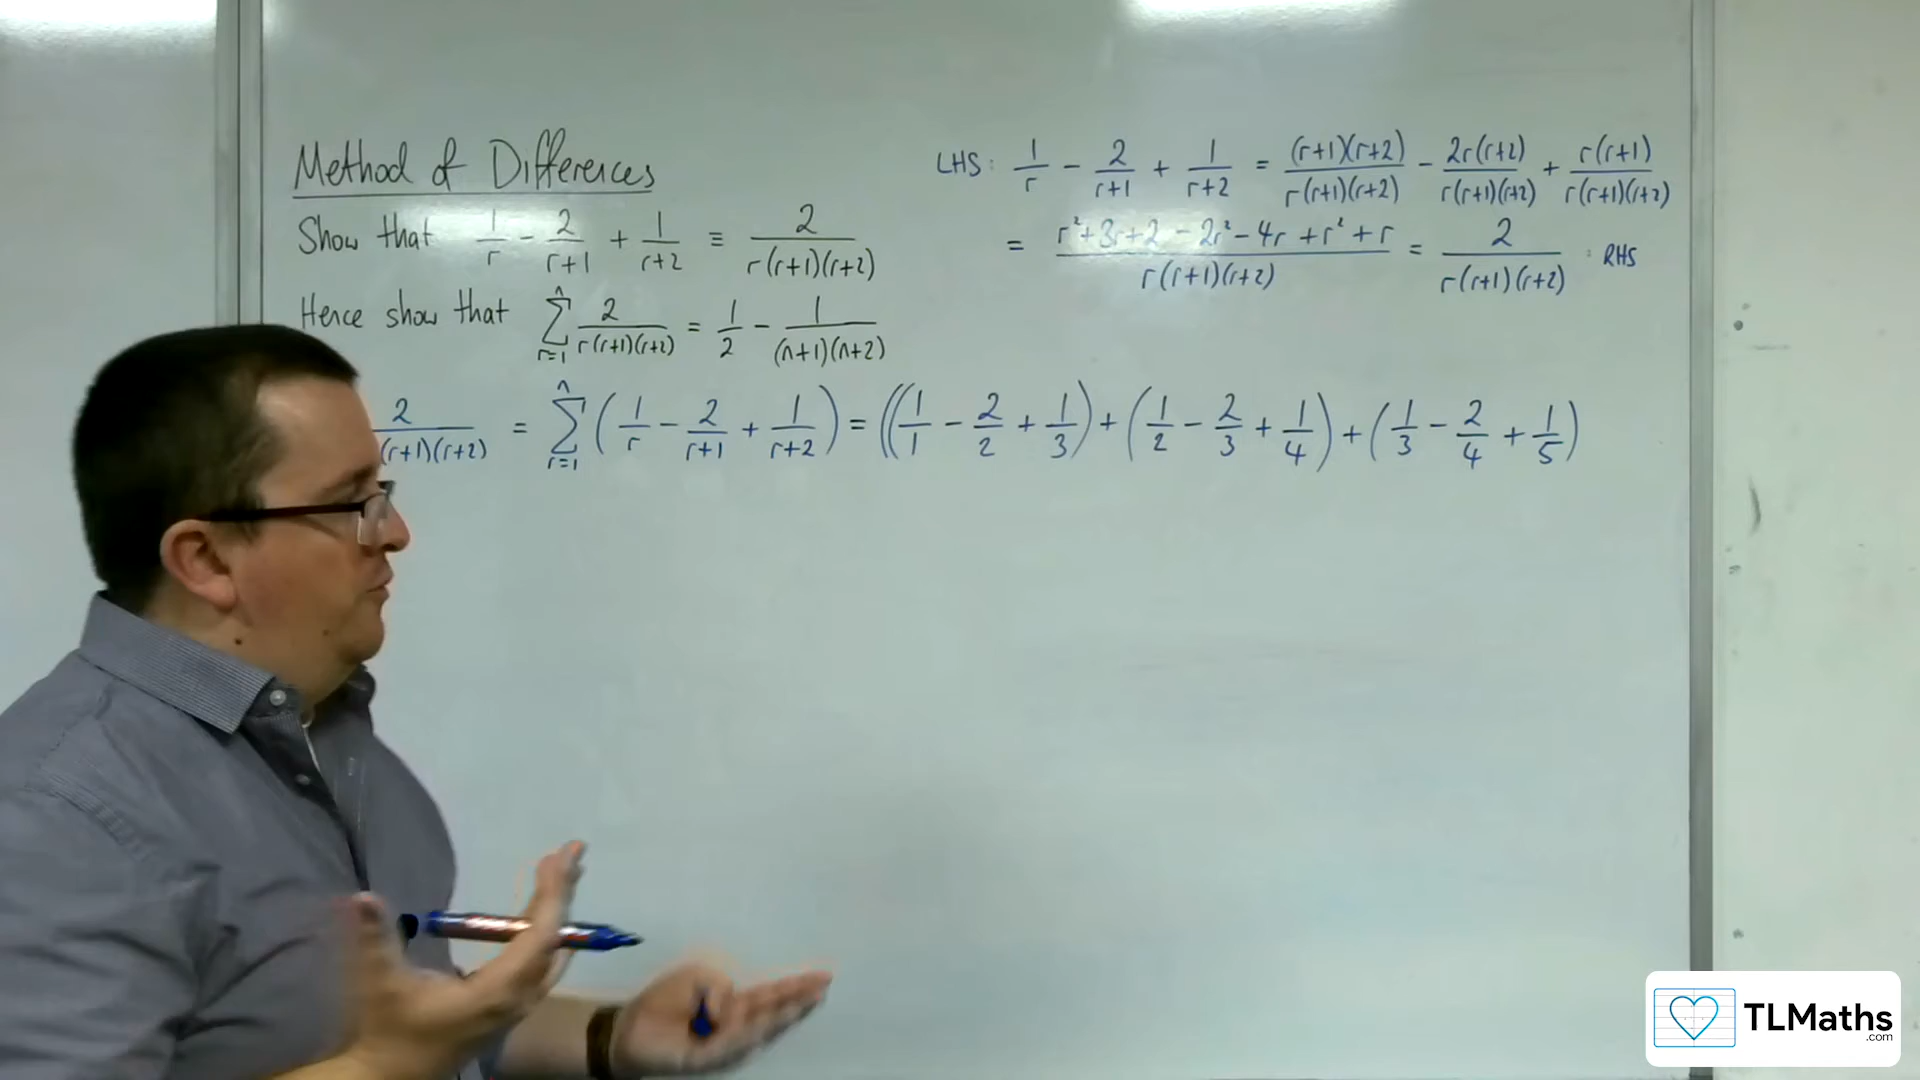 Method of Differences
Show that 1/r - 2/(r+1) + 1/(r+2) ≡ 2/(r(r+1)(r+2))
Hence show that Σ_{r=1}^{n} 2/(r(r+1)(r+2)) = 1/2 - 1/((n+1)(n+2))
LHS: 1/r - 2/(r+1) + 1/(r+2) = (r+1)(r+2)/(r(r+1)(r+2)) - 2r(r+2)/(r(r+1)(r+2)) + r(r+1)/(r(r+1)(r+2))
= (r²+3r+2 - 2r² - 4r + r² + r)/(r(r+1)(r+2)) = 2/(r(r+1)(r+2)) : RHS
2/((r+1)(r+2)) = Σ_{r=1}^{n} (1/r - 2/(r+1) + 1/(r+2)) = ((1/1 - 2/2 + 1/3) + (1/2 - 2/3 + 1/4) + (1/3 - 2/4 + 1/5)
TLMaths
.com